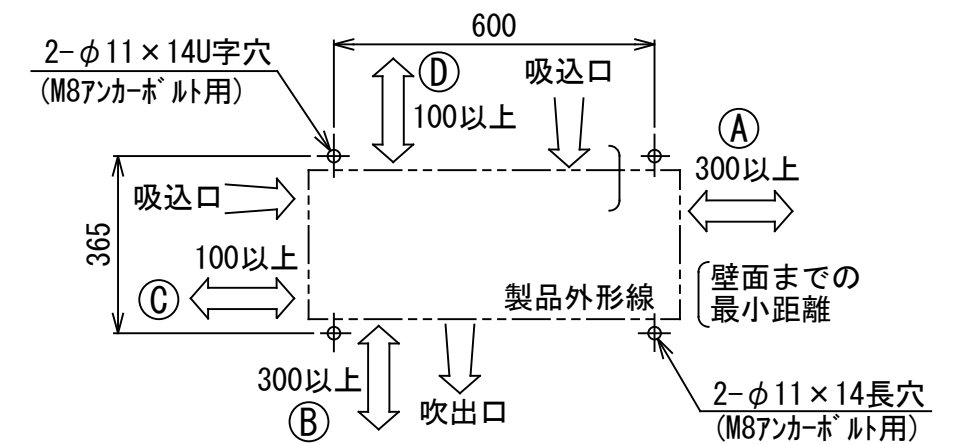 600
2-φ11×14U字穴
(M8アンカーボルト用)
Ⓓ
100以上
吸込口
Ⓐ
300以上
吸込口
365
100以上
Ⓒ
製品外形線
壁面までの
最小距離
300以上
Ⓑ
吹出口
2-φ11×14長穴
(M8アンカーボルト用)